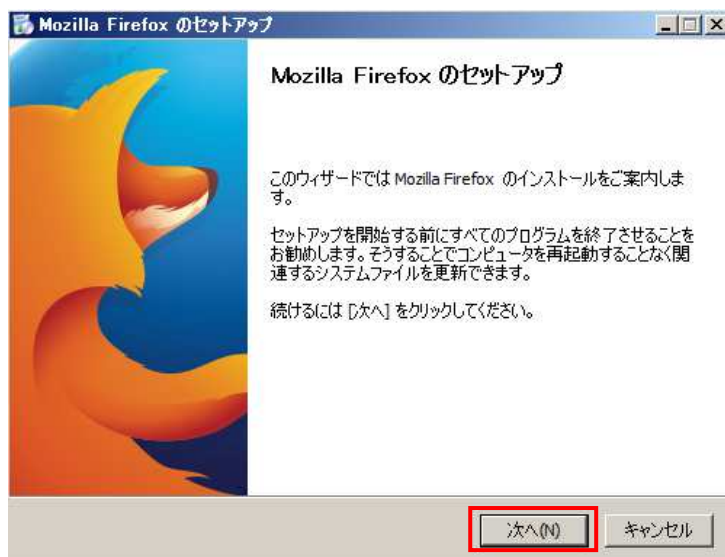 Mozilla Firefox のセットアップ
Mozilla Firefox のセットアップ
このウィザードでは Mozilla Firefox のインストールをご案内しま
す。
セットアップを開始する前にすべてのプログラムを終了させることを
お勧めします。そうすることでコンピュータを再起動することなく関
連するシステムファイルを更新できます。
続けるには [次へ] をクリックしてください。
次へ(N)
キャンセル